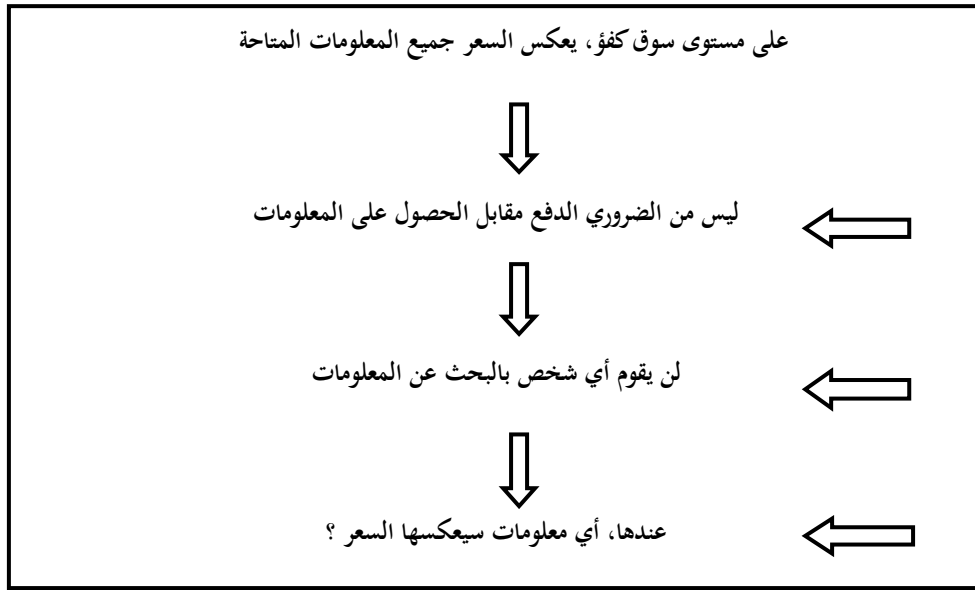 على مستوى سوق كفؤ، يعكس السعر جميع المعلومات المتاحة
ليس من الضروري الدفع مقابل الحصول على المعلومات
لن يقوم أي شخص بالبحث عن المعلومات
عندها، أي معلومات سيعكسها السعر ؟